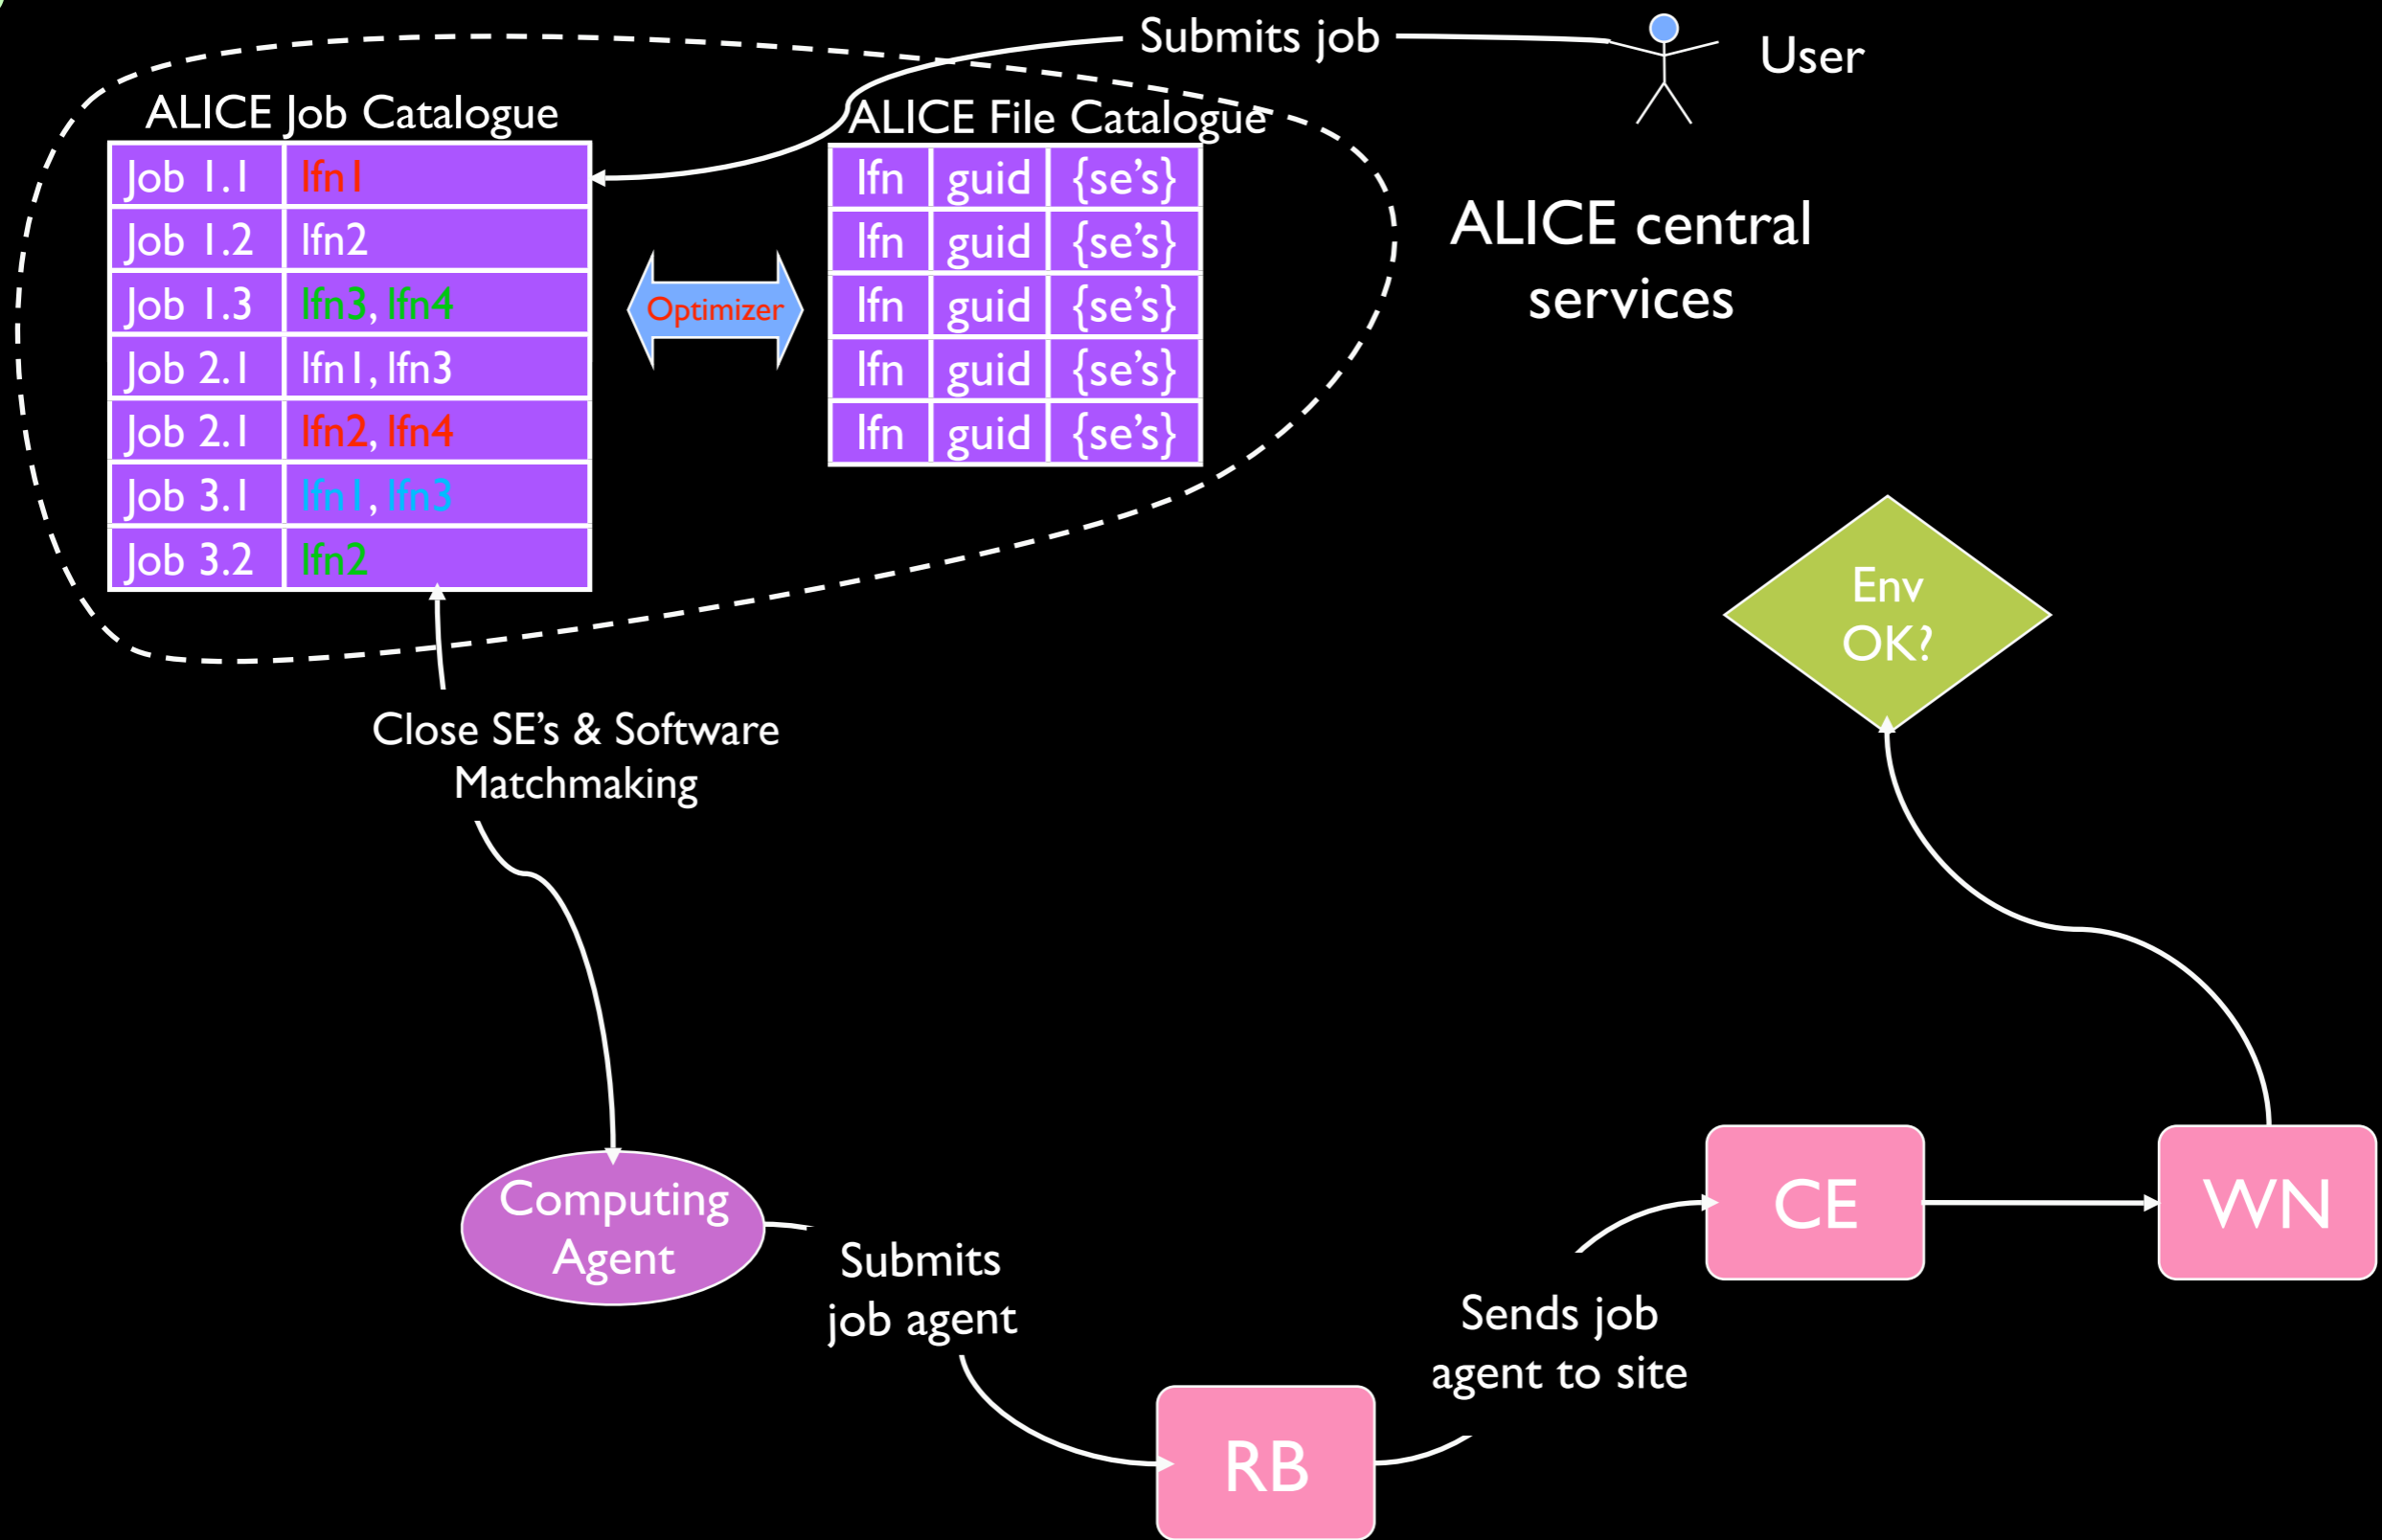 Submits job
User
ALICE Job Catalogue
ALICE File Catalogue
Job 1.1 lfn1
Job 1.2 lfn2
Job 1.3 lfn3, lfn4
Job 2.1 lfn1, lfn3
Job 2.1 lfn2, lfn4
Job 3.1 lfn1, lfn3
Job 3.2 lfn2
Optimizer
lfn guid {se's}
lfn guid {se's}
lfn guid {se's}
lfn guid {se's}
lfn guid {se's}
ALICE central
services
Env
OK?
Close SE's & Software
Matchmaking
Computing
Agent
Submits
job agent
RB
Sends job
agent to site
CE
WN